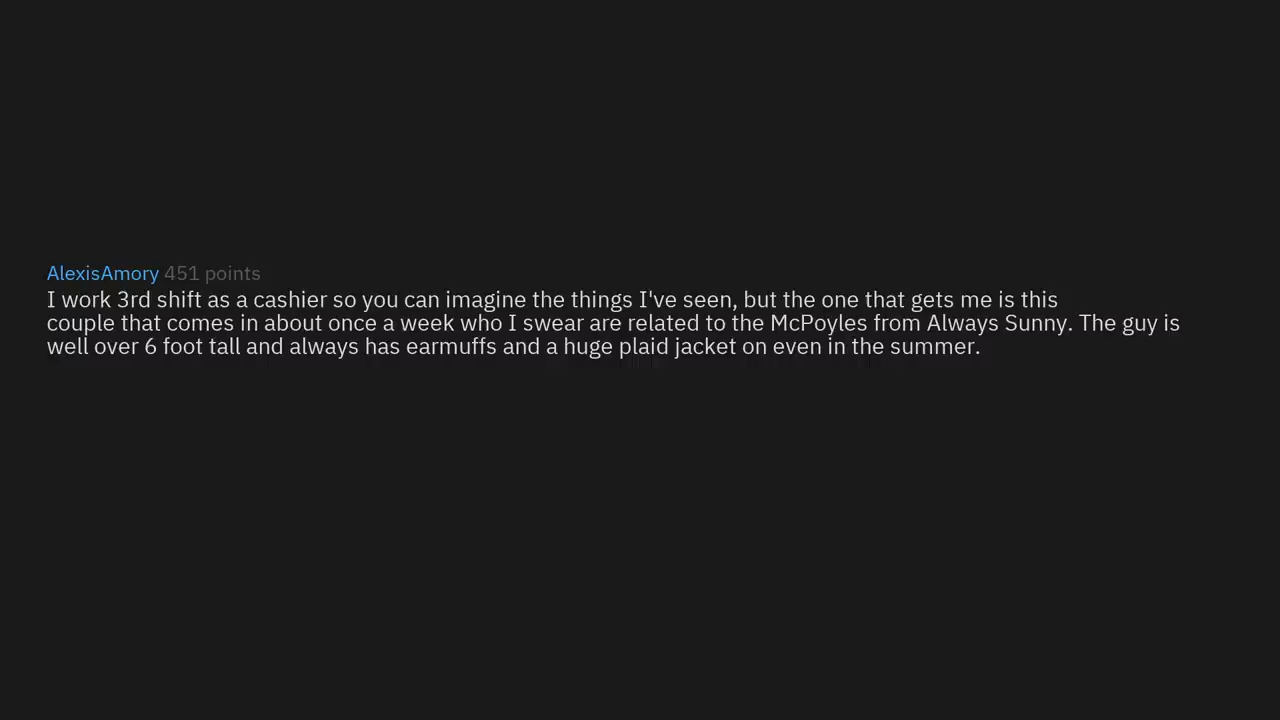 AlexisAmory 451 points
I work 3rd shift as a cashier so you can imagine the things I've seen, but the one that gets me is this
couple that comes in about once a week who I swear are related to the McPoyles from Always Sunny. The guy is
well over 6 foot tall and always has earmuffs and a huge plaid jacket on even in the summer.